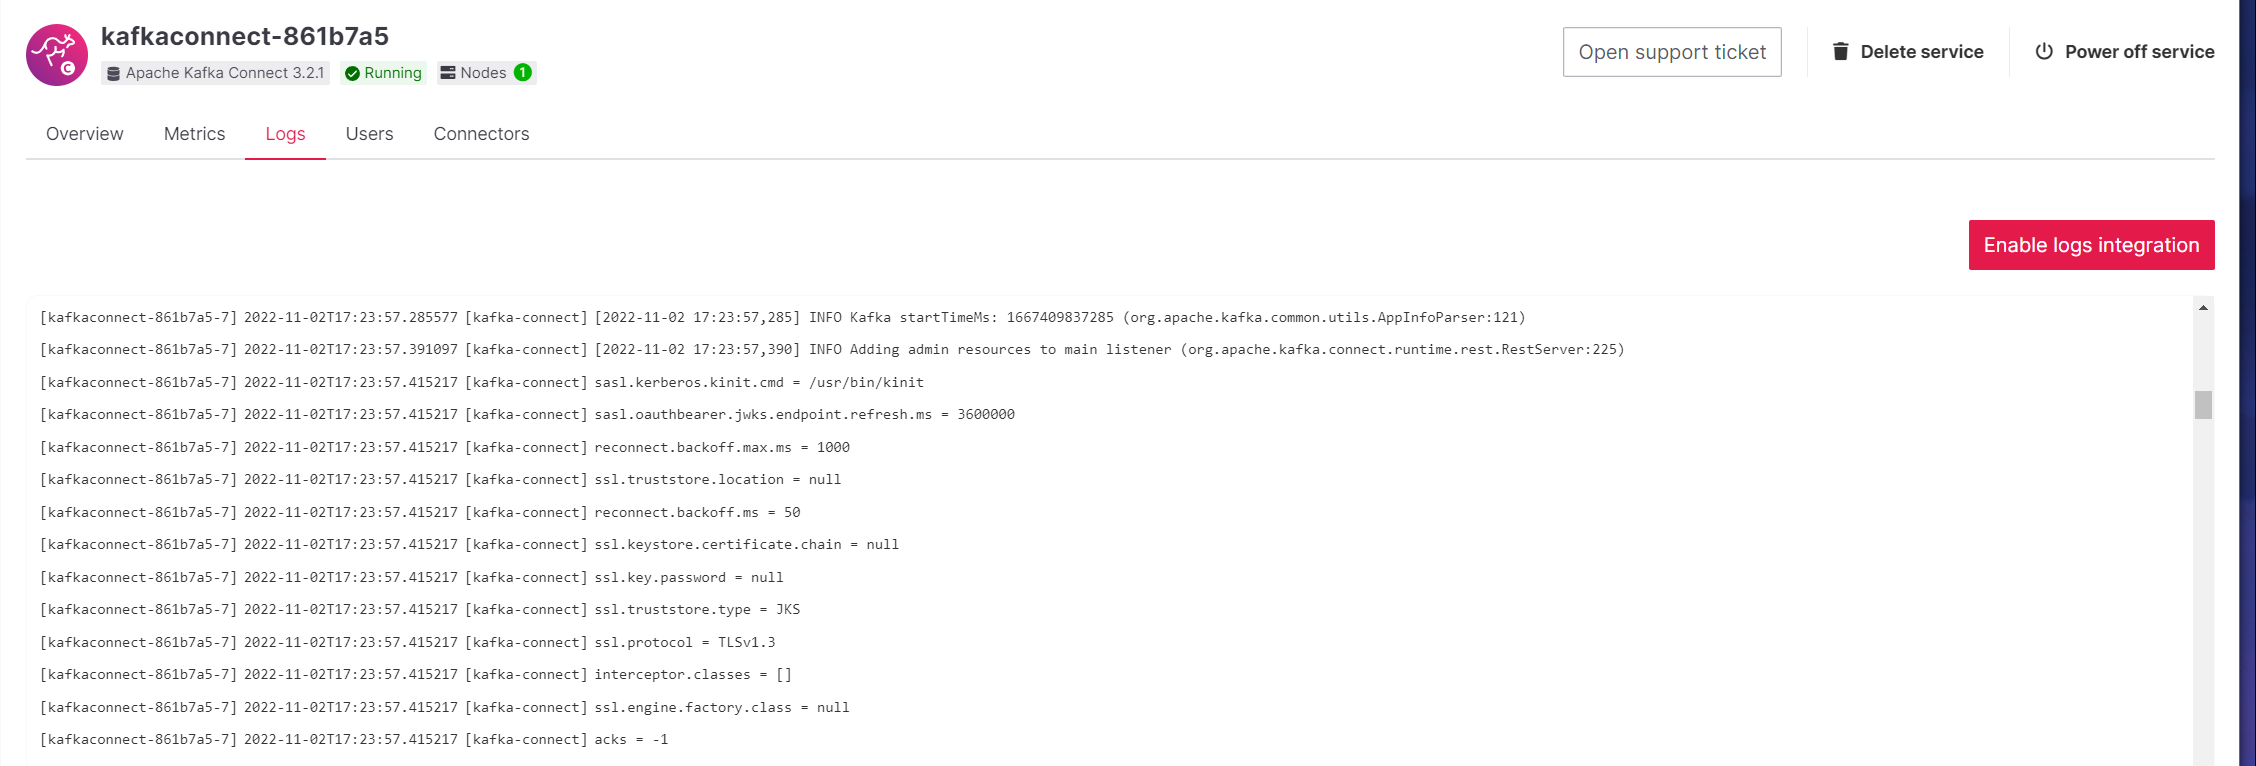 kafkaconnect-861b7a5
Apache Kafka Connect 3.2.1 Running Nodes 1
Open support ticket Delete service Power off service
Overview Metrics Logs Users Connectors
Enable logs integration
[kafkaconnect-861b7a5-7] 2022-11-02T17:23:57.285577 [kafka-connect] [2022-11-02 17:23:57,285] INFO Kafka startTimeMs: 1667409837285 (org.apache.kafka.common.utils.AppInfoParser:121)
[kafkaconnect-861b7a5-7] 2022-11-02T17:23:57.391097 [kafka-connect] [2022-11-02 17:23:57,390] INFO Adding admin resources to main listener (org.apache.kafka.connect.runtime.rest.RestServer:225)
[kafkaconnect-861b7a5-7] 2022-11-02T17:23:57.415217 [kafka-connect] sasl.kerberos.kinit.cmd = /usr/bin/kinit
[kafkaconnect-861b7a5-7] 2022-11-02T17:23:57.415217 [kafka-connect] sasl.oauthbearer.jwks.endpoint.refresh.ms = 3600000
[kafkaconnect-861b7a5-7] 2022-11-02T17:23:57.415217 [kafka-connect] reconnect.backoff.max.ms = 1000
[kafkaconnect-861b7a5-7] 2022-11-02T17:23:57.415217 [kafka-connect] ssl.truststore.location = null
[kafkaconnect-861b7a5-7] 2022-11-02T17:23:57.415217 [kafka-connect] reconnect.backoff.ms = 50
[kafkaconnect-861b7a5-7] 2022-11-02T17:23:57.415217 [kafka-connect] ssl.keystore.certificate.chain = null
[kafkaconnect-861b7a5-7] 2022-11-02T17:23:57.415217 [kafka-connect] ssl.key.password = null
[kafkaconnect-861b7a5-7] 2022-11-02T17:23:57.415217 [kafka-connect] ssl.truststore.type = JKS
[kafkaconnect-861b7a5-7] 2022-11-02T17:23:57.415217 [kafka-connect] ssl.protocol = TLSv1.3
[kafkaconnect-861b7a5-7] 2022-11-02T17:23:57.415217 [kafka-connect] interceptor.classes = []
[kafkaconnect-861b7a5-7] 2022-11-02T17:23:57.415217 [kafka-connect] ssl.engine.factory.class = null
[kafkaconnect-861b7a5-7] 2022-11-02T17:23:57.415217 [kafka-connect] acks = -1